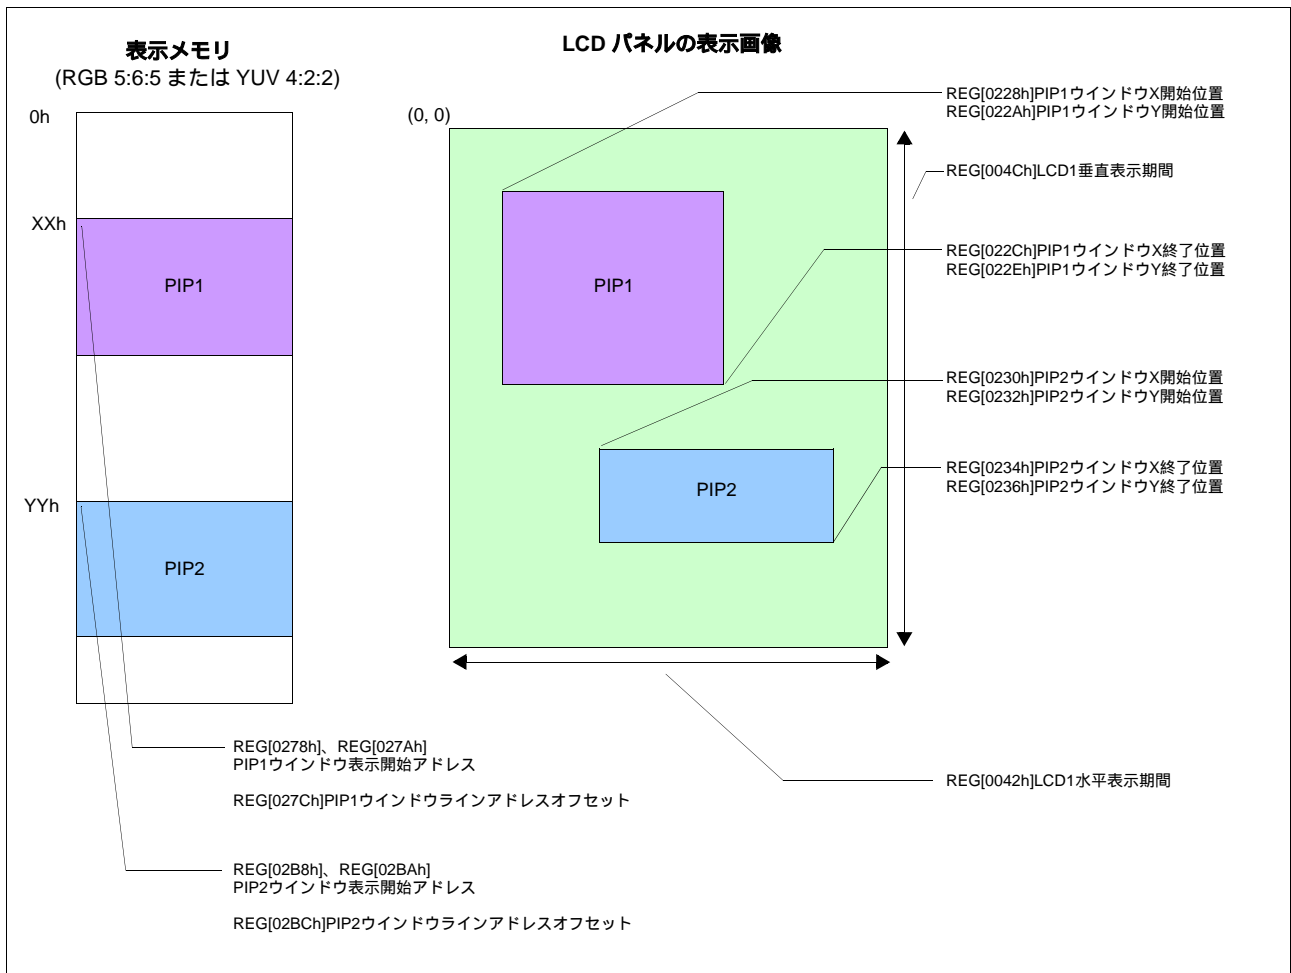 表示メモリ
(RGB 5:6:5 または YUV 4:2:2)
0h
XXh
PIP1
YYh
PIP2
REG[0278h]、REG[027Ah]
PIP1ウインドウ表示開始アドレス
REG[027Ch]PIP1ウインドウラインアドレスオフセット
REG[02B8h]、REG[02BAh]
PIP2ウインドウ表示開始アドレス
REG[02BCh]PIP2ウインドウラインアドレスオフセット
LCD パネルの表示画像
(0, 0)
PIP1
PIP2
REG[0228h]PIP1ウインドウX開始位置
REG[022Ah]PIP1ウインドウY開始位置
REG[004Ch]LCD1垂直表示期間
REG[022Ch]PIP1ウインドウX終了位置
REG[022Eh]PIP1ウインドウY終了位置
REG[0230h]PIP2ウインドウX開始位置
REG[0232h]PIP2ウインドウY開始位置
REG[0234h]PIP2ウインドウX終了位置
REG[0236h]PIP2ウインドウY終了位置
REG[0042h]LCD1水平表示期間